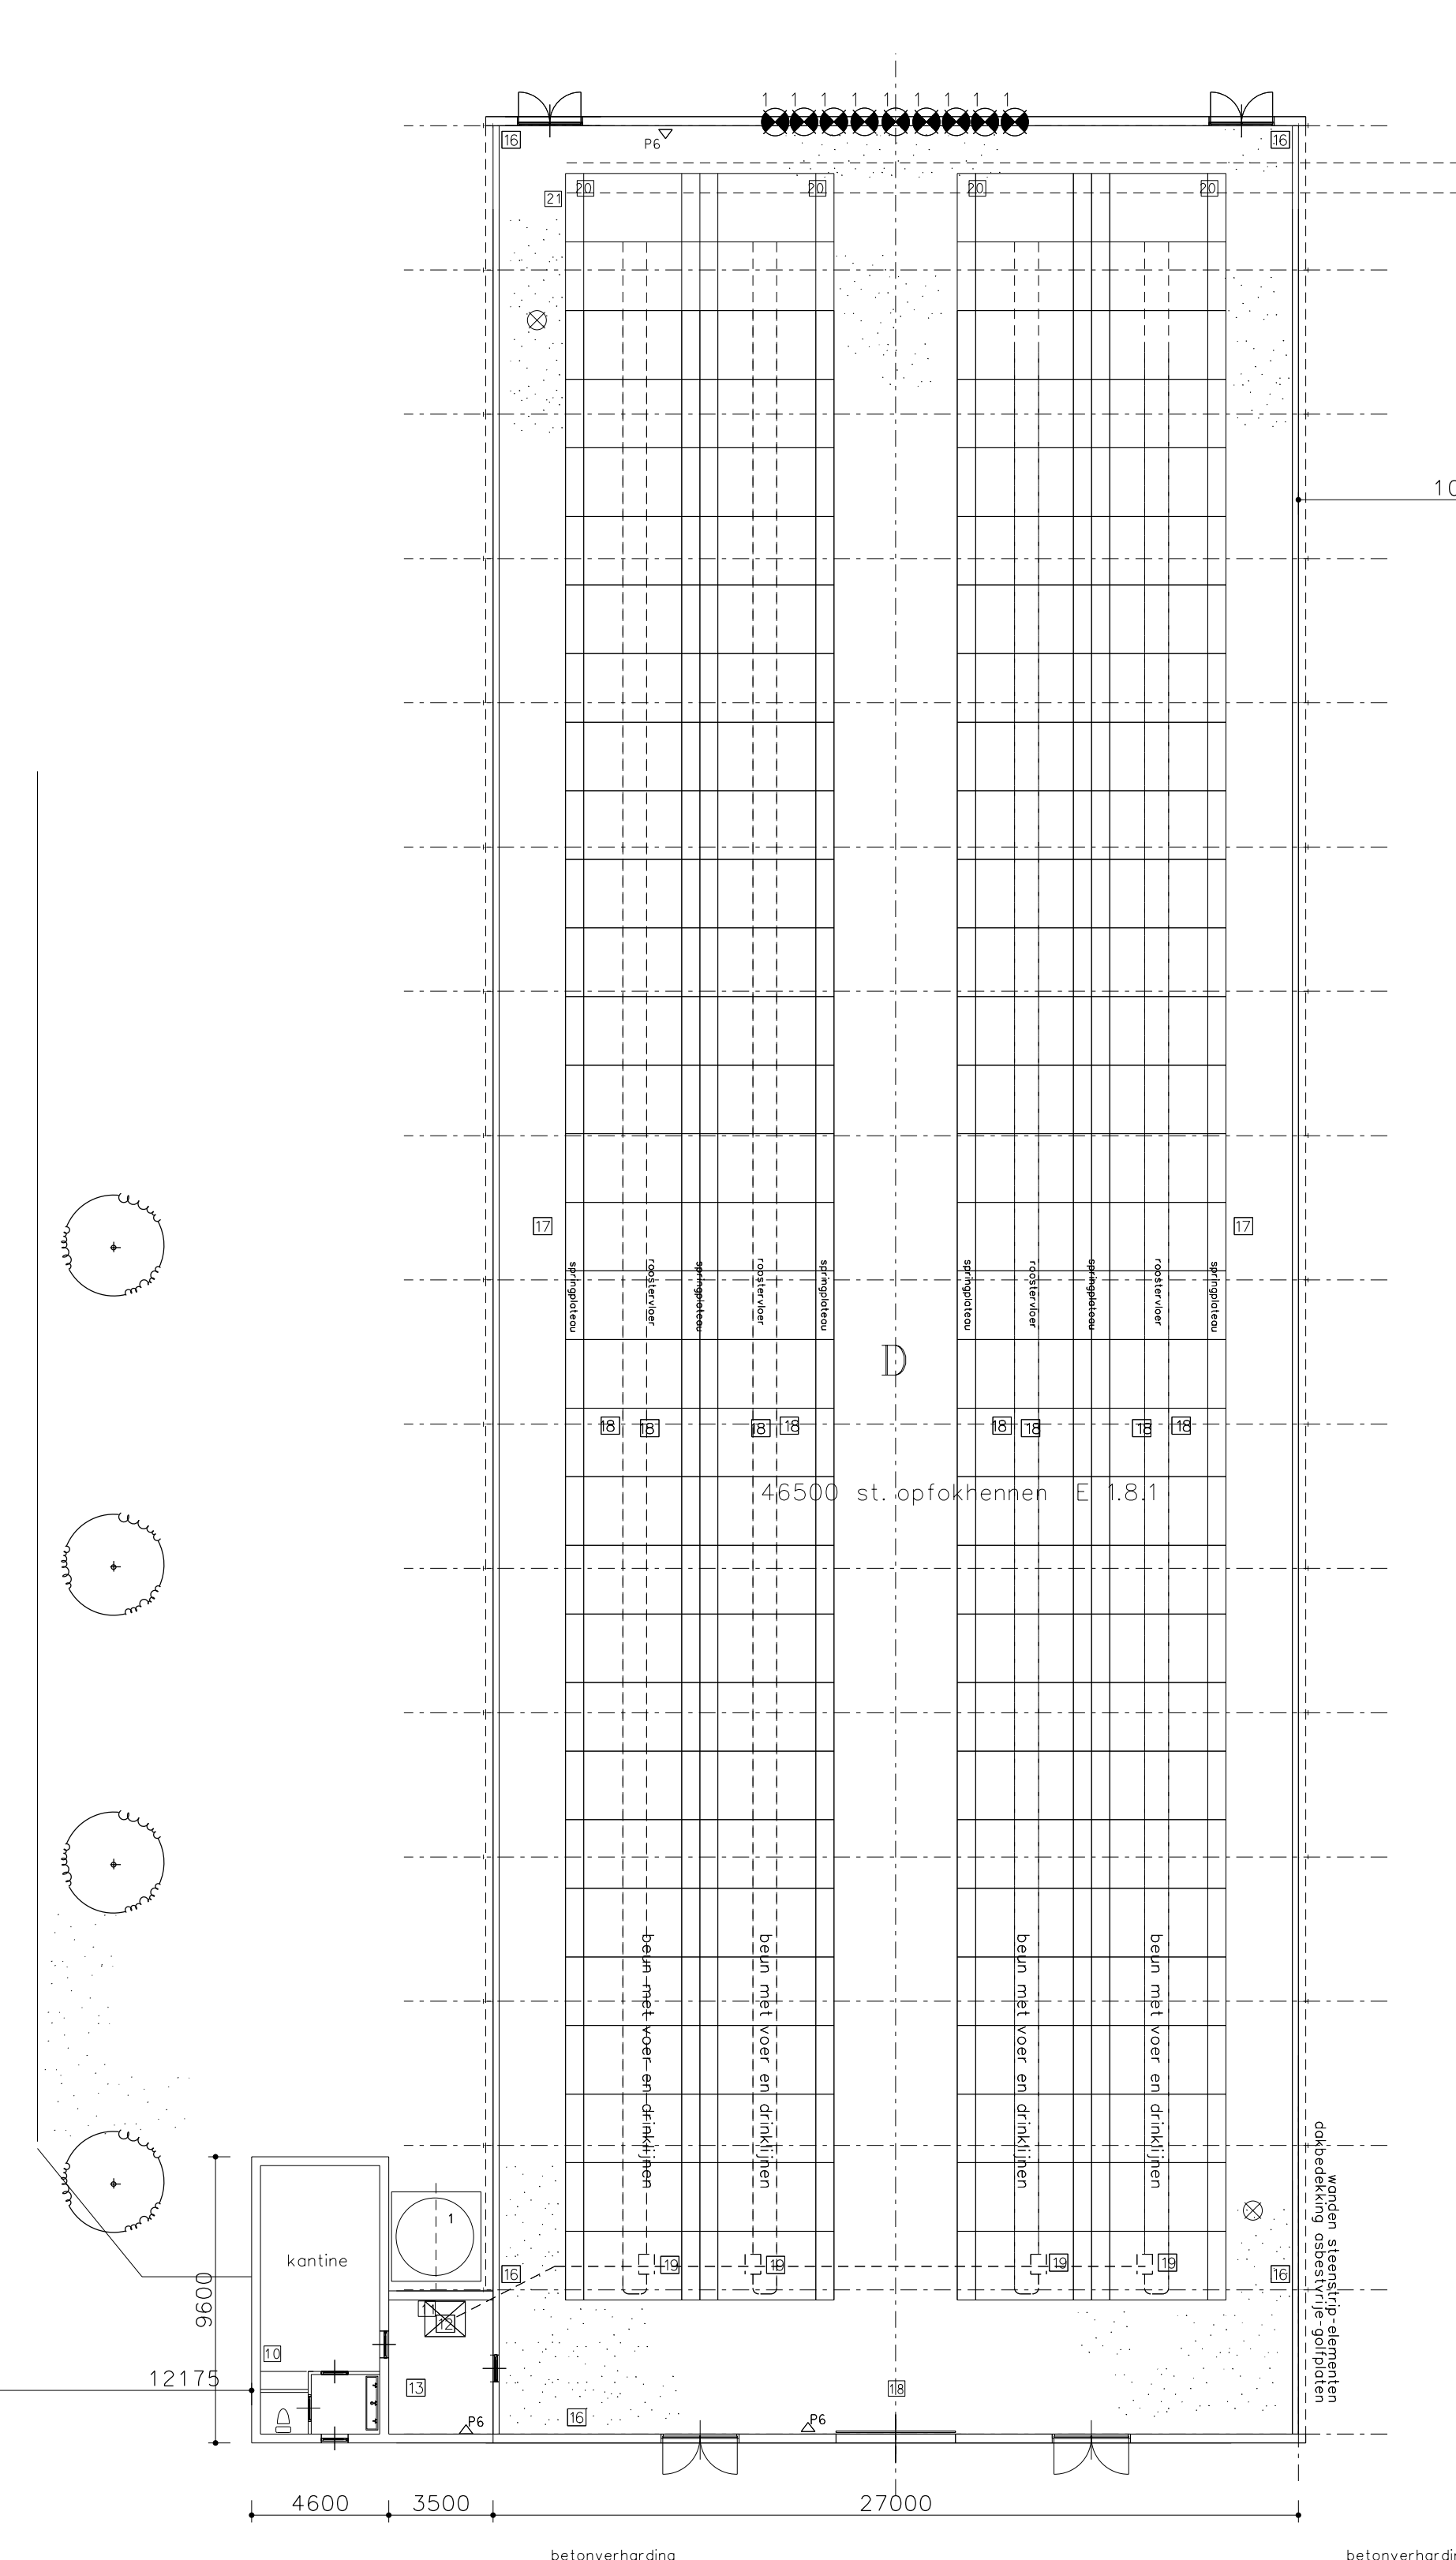 1 1 1 1 1 1 1 1 1
16 P6 16
20 20 20 20
21
10
17 17
springplateau roostervloer springplateau roostervloer springplateau springplateau roostervloer springplateau roostervloer springplateau
D
18 18 18 18 18 18 18 18
46500 st. opfokhennen E 1.8.1
beun met voer en drinklijnen
beun met voer en drinklijnen
beun met voer en drinklijnen
beun met voer en drinklijnen
wanden steenstrip-elementen
dakbedekking asbestvrije-golfplaten
1
kantine
19 19 19 19
16 16
9600
11
12
10
12175
13
18
16
P6 P6
4600 3500 27000
betonverharding